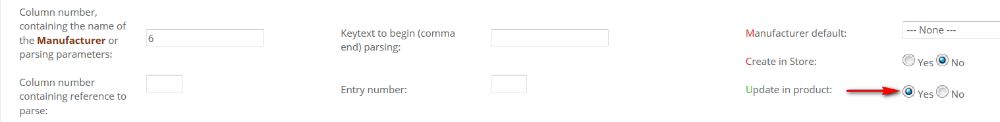 Column number,
containing the name of
the Manufacturer or
parsing parameters:
6
Keytext to begin (comma
end) parsing:
Manufacturer default:
--- None ---
Create in Store:
Yes No
Column number
containing reference to
parse:
Entry number:
Update in product:
Yes No